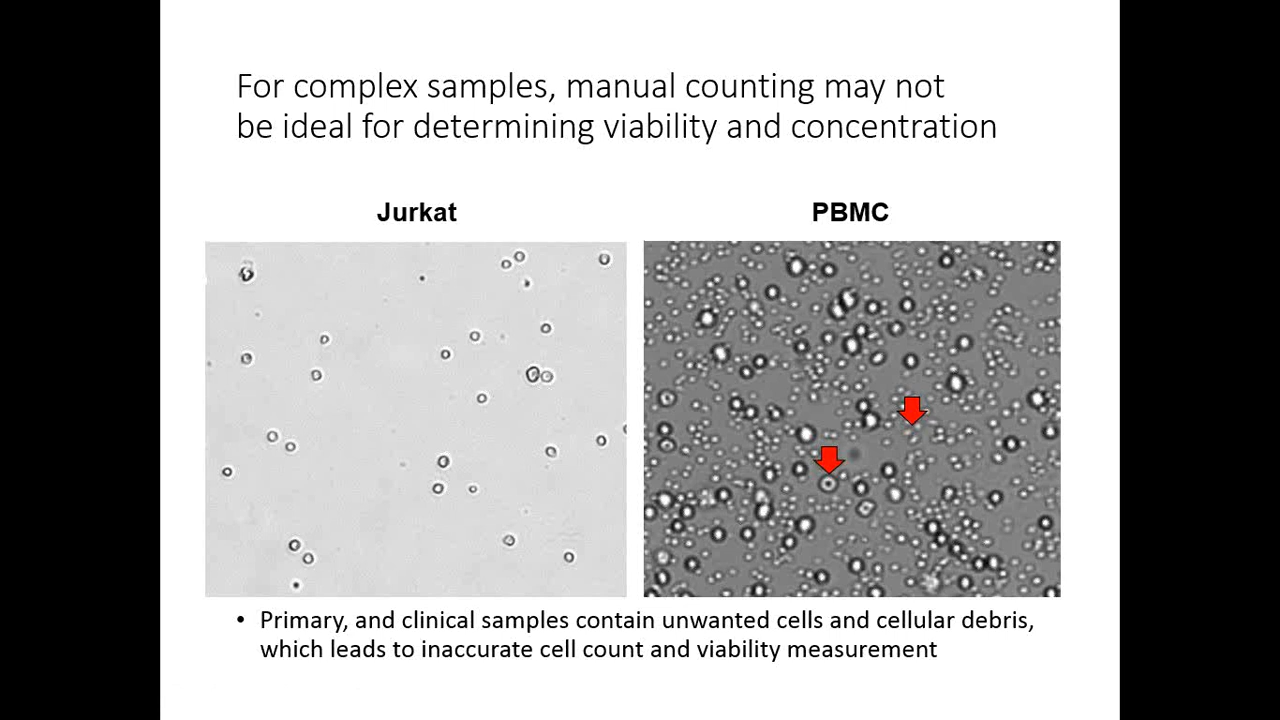 For complex samples, manual counting may not
be ideal for determining viability and concentration
Jurkat
PBMC
• Primary, and clinical samples contain unwanted cells and cellular debris,
which leads to inaccurate cell count and viability measurement